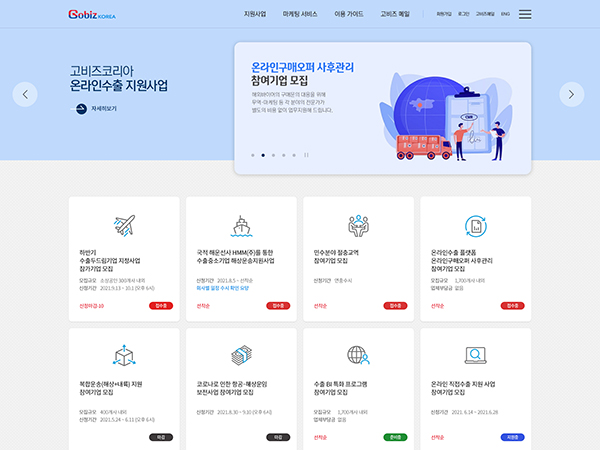 Gobiz KOREA
지원사업 마케팅 서비스 이용 가이드 고비즈 메일 회원가입 로그인 고비즈메일 ENG
고비즈코리아
온라인수출 지원사업
자세히보기
온라인구매오퍼 사후관리
참여기업 모집
해외바이어의 구매문의 대응을 위해
무역·마케팅 등 각 분야의 전문가가
별도의 비용 없이 업무지원해 드립니다.
하반기
수출두드림기업 지정사업
참가기업 모집
모집규모 소상공인 300개사 내외
신청기간 2021.9.13 - 10.1 (오후 6시)
신청마감 10
접수중
국적 해운선사 HMM(주)를 통한
수출중소기업 해상운송지원사업
신청기간 2021.8.5 - 선착순
회사별 일정 수시 확인 요망
선착순
접수중
민수분야 절충교역
참여기업 모집
신청기간 연중수시
선착순
접수중
온라인수출 플랫폼
온라인구매오퍼 사후관리
참여기업 모집
모집규모 1,700개사 내외
업체부담금 없음
선착순
접수중
복합운송(해상+내륙) 지원
참여기업 모집
모집규모 400개사 내외
신청기간 2021.5.24 - 6.11 (오후 6시)
마감
코로나로 인한 항공·해상운임
보전사업 참여기업 모집
신청기간 2021.8.30 - 9.10 (오후 6시)
마감
수출 BI 특화 프로그램
참여기업 모집
모집규모 1,700개사 내외
업체부담금 없음
선착순
준비중
온라인 직접수출 지원 사업
참여기업 모집
신청기간 2021. 6.14 - 2021.6.28
선착순
지원중